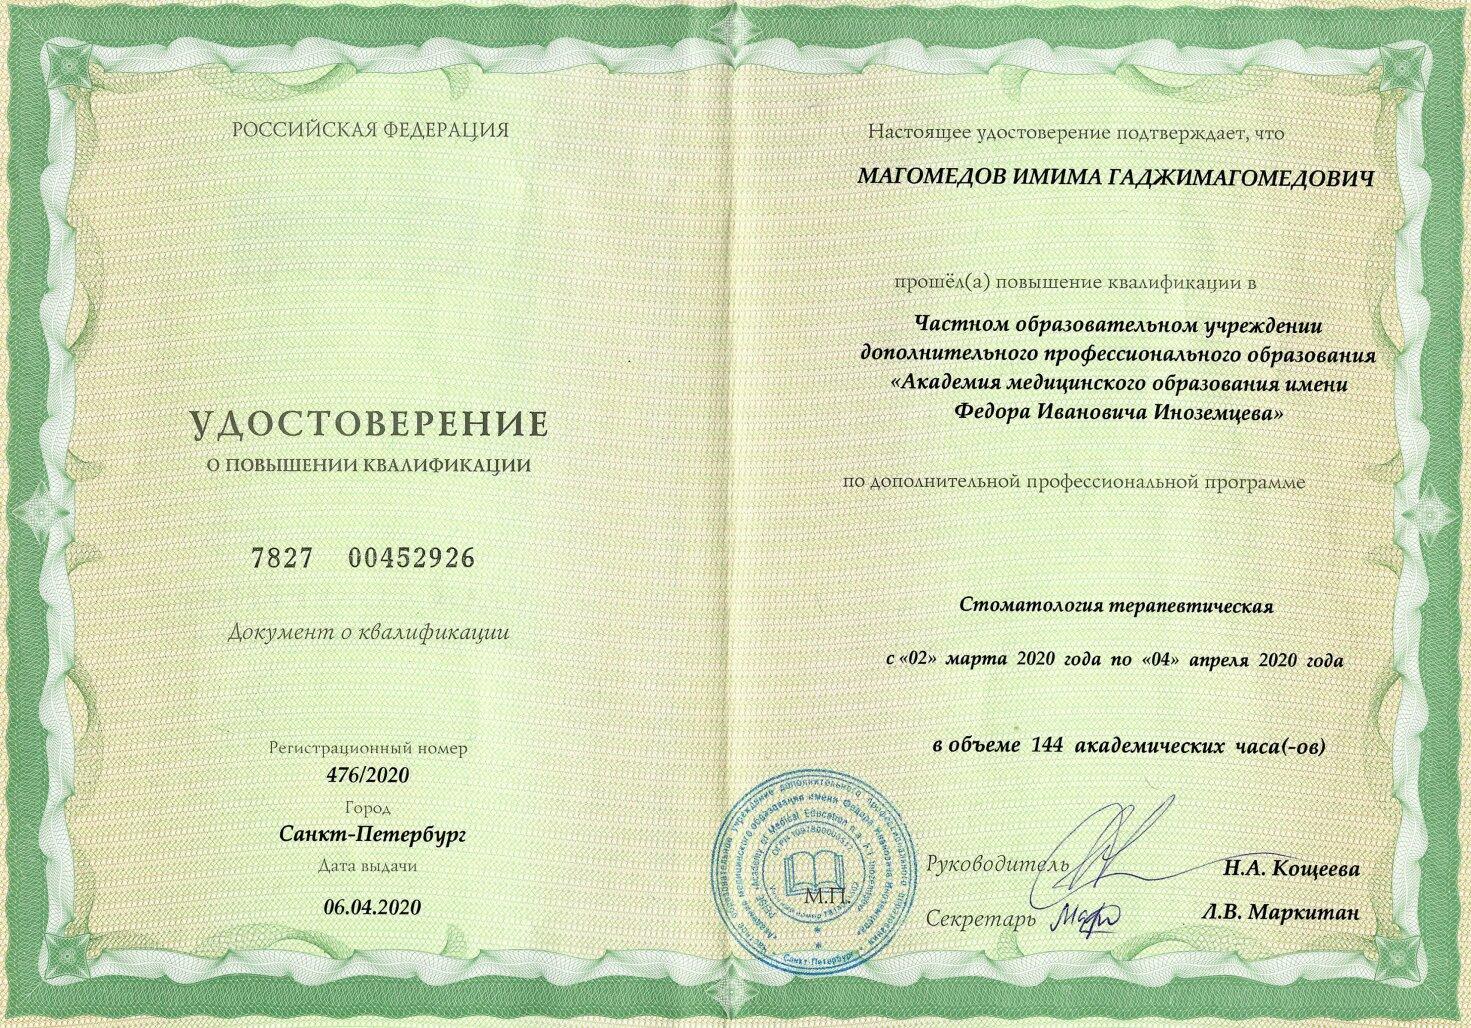 РОССИЙСКАЯ ФЕДЕРАЦИЯ
УДОСТОВЕРЕНИЕ
О ПОВЫШЕНИИ КВАЛИФИКАЦИИ
7827 00452926
Документ о квалификации
Регистрационный номер
476/2020
Город
Санкт-Петербург
Дата выдачи
06.04.2020
Настоящее удостоверение подтверждает, что
МАГОМЕДОВ ИМИМА ГАДЖИМАГОМЕДОВИЧ
прошёл(а) повышение квалификации в
Частном образовательном учреждении
дополнительного профессионального образования
«Академия медицинского образования имени
Федора Ивановича Иноземцева»
по дополнительной профессиональной программе
Стоматология терапевтическая
с «02» марта 2020 года по «04» апреля 2020 года
в объеме 144 академических часа(-ов)
М.П.
Руководитель
Н.А. Кощеева
Секретарь
Л.В. Маркитан